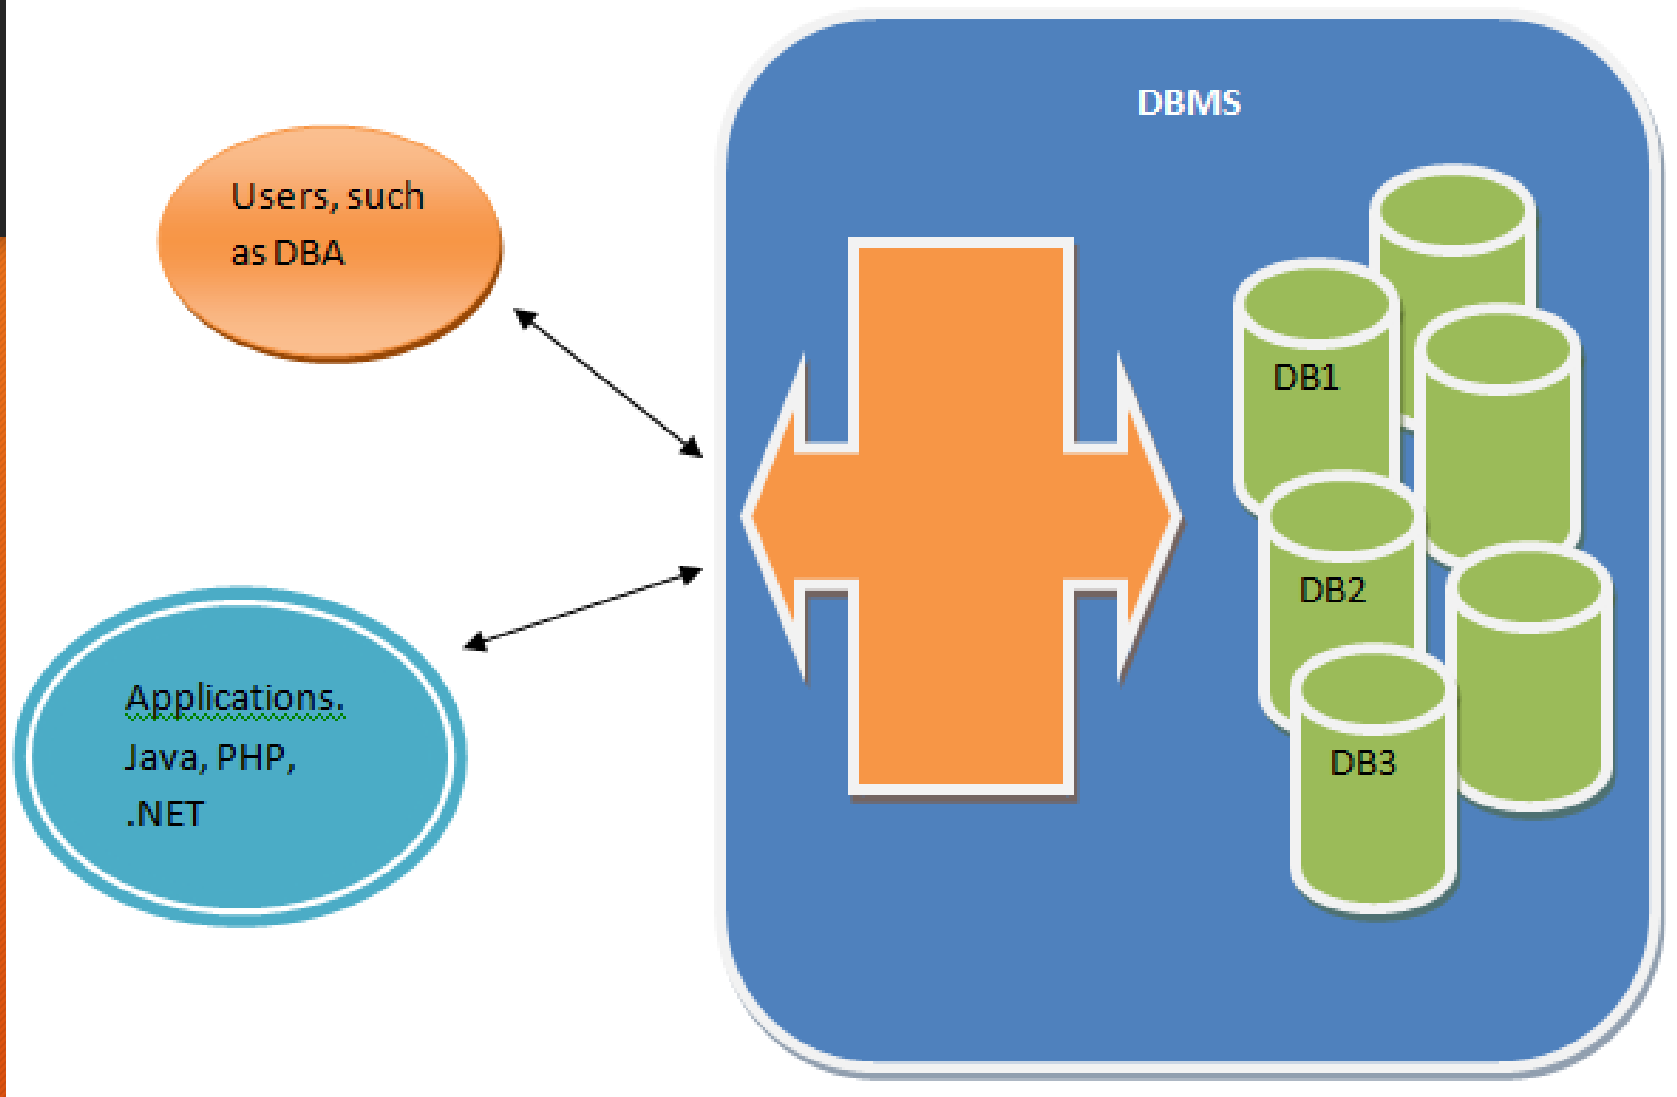 DBMS
Users, such
as DBA
DB1
DB2
Applications.
Java, PHP,
.NET
DB3